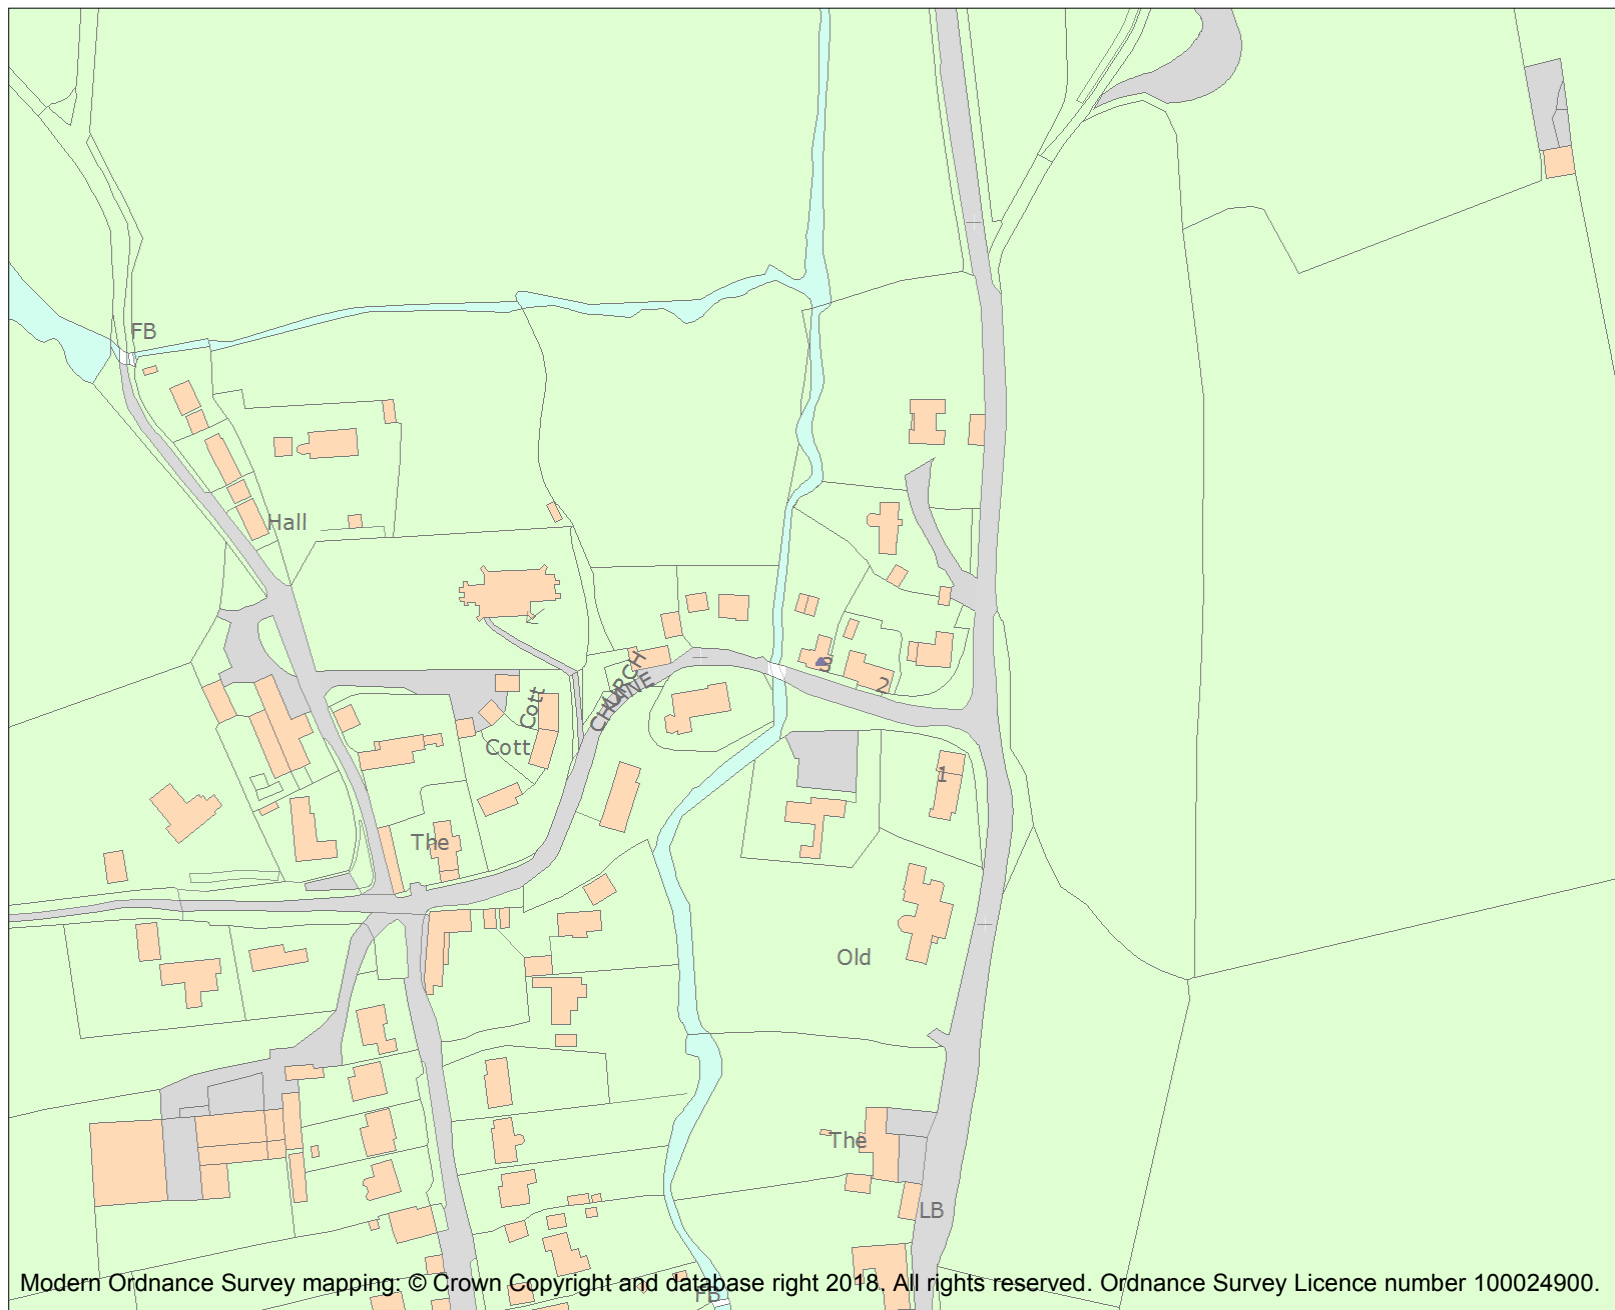 FB
Hall
CHURCH
LANE
3
2
Cott
Cott
1
The
Old
The
LB
Modern Ordnance Survey mapping: © Crown Copyright and database right 2018. All rights reserved. Ordnance Survey Licence number 100024900.
FB